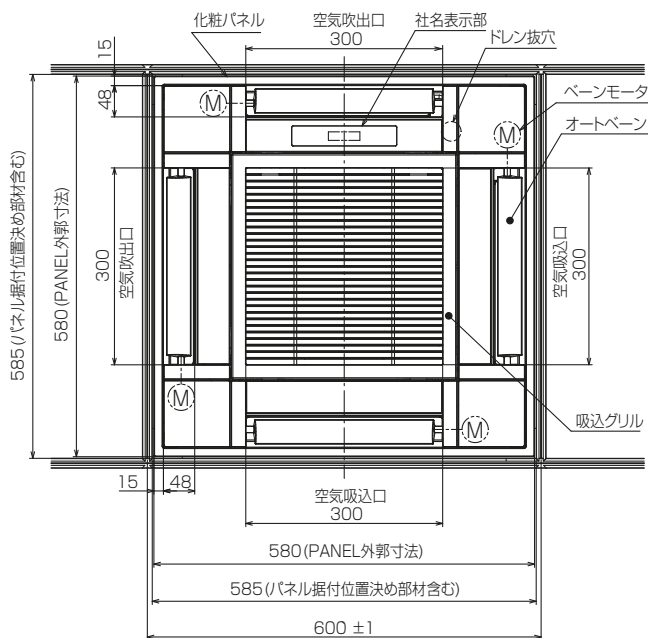 化粧パネル
空気吹出口
300
社名表示部
ドレン抜穴
15
48
M
M
ベーンモータ
オートベーン
585(パネル据付位置決め部材含む)
580(PANEL外郭寸法)
300
空気吹出口
空気吸込口
300
M
M
吸込グリル
15
48
空気吸込口
300
580(PANEL外郭寸法)
585(パネル据付位置決め部材含む)
600 ±1